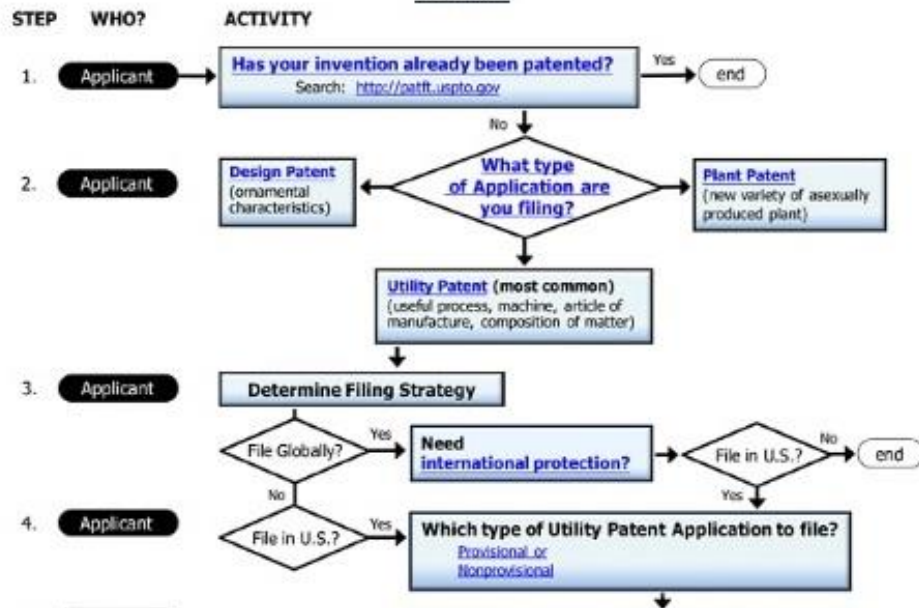 STEP WHO? ACTIVITY
1. Applicant
Has your invention already been patented?
Search: http://patft.uspto.gov
Yes
end
No
2. Applicant
Design Patent
(ornamental
characteristics)
What type
of Application are
you filing?
Plant Patent
(new variety of asexually
produced plant)
Utility Patent (most common)
(useful process, machine, article of
manufacture, composition of matter)
3. Applicant
Determine Filing Strategy
File Globally?
Yes
Need
international protection?
File in U.S.?
No
end
No
Yes
4. Applicant
File in U.S.?
Yes
Which type of Utility Patent Application to file?
Provisional or
Nonprovisional